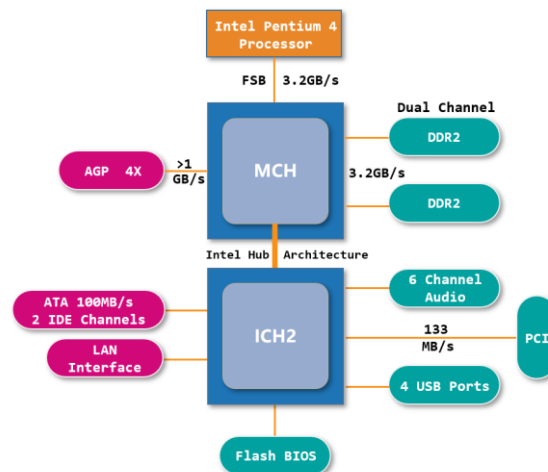 Intel Pentium 4
Processor
FSB 3.2GB/s
Dual Channel
DDR2
MCH
AGP 4X
>1
GB/s
3.2GB/s
DDR2
Intel Hub Architecture
6 Channel
Audio
ATA 100MB/s
2 IDE Channels
ICH2
133
MB/s
PCI
LAN
Interface
4 USB Ports
Flash BIOS